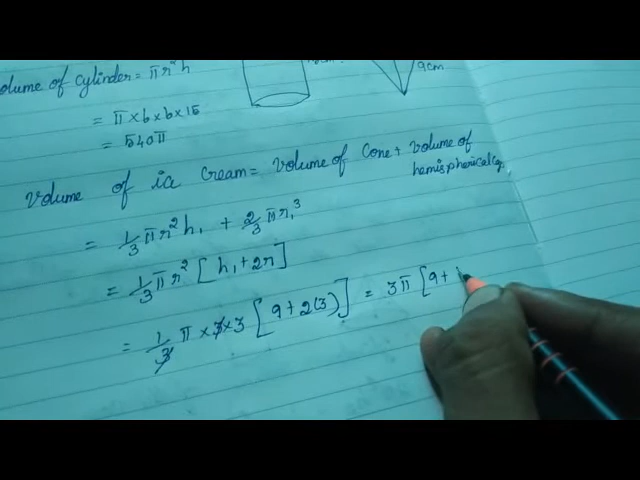 olume of cylinder = πr²h
9cm
= π×6×6×15
= 540π
Volume of ice cream = Volume of Cone + Volume of
hemispherical
= 1/3 πr²h₁ + 2/3 πr₁³
= 1/3 πr² [h₁ + 2r]
= 1/3 π × 3 × 3 [9 + 2(3)] = 3π [9 +